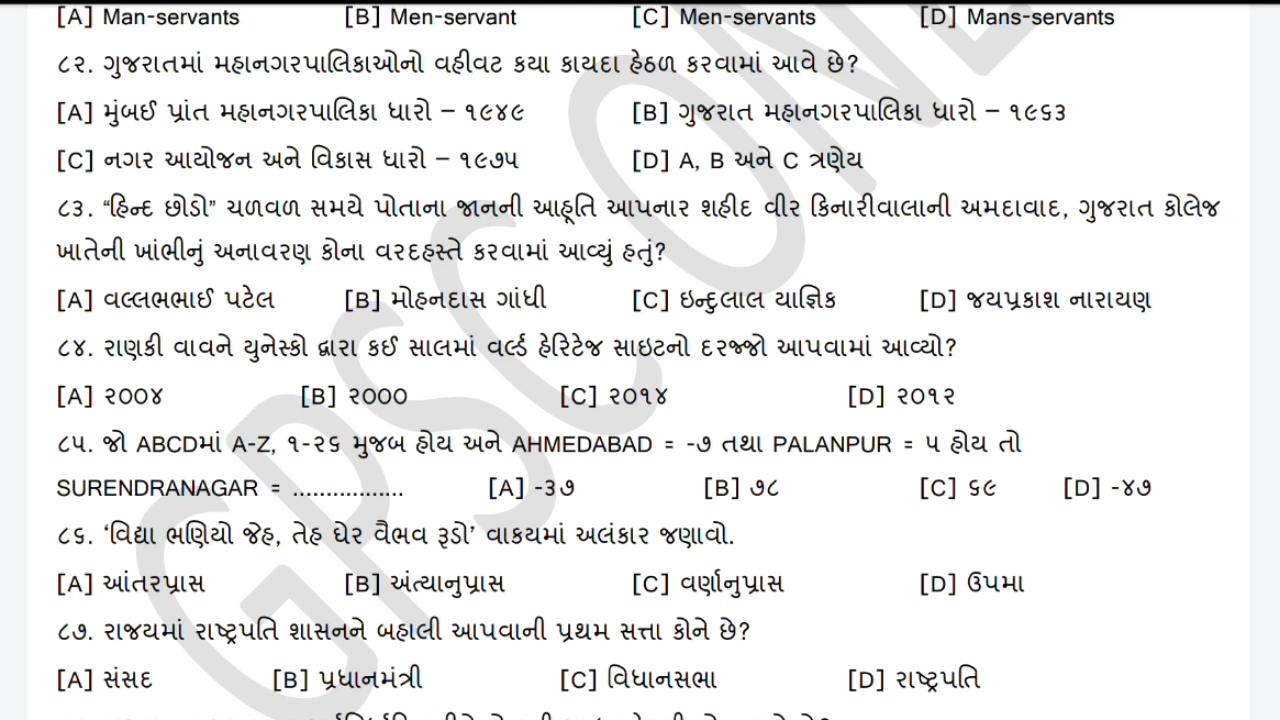 [A] Man-servants [B] Men-servant [C] Men-servants [D] Mans-servants
૮૨. ગુજરાતમાં મહાનગરપાલિકાઓનો વહીવટ કયા કાયદા હેઠળ કરવામાં આવે છે?
[A] મુંબઈ પ્રાંત મહાનગરપાલિકા ધારો – ૧૯૪૯ [B] ગુજરાત મહાનગરપાલિકા ધારો – ૧૯૬૩
[C] નગર આયોજન અને વિકાસ ધારો – ૧૯૭૫ [D] A, B અને C ત્રણેય
૮૩. “હિન્દ છોડો” ચળવળ સમયે પોતાના જાનની આહૂતિ આપનાર શહીદ વીર કિનારીવાલાની અમદાવાદ, ગુજરાત કોલેજ
ખાતેની ખાંભીનું અનાવરણ કોના વરદહસ્તે કરવામાં આવ્યું હતું?
[A] વલ્લભભાઈ પટેલ [B] મોહનદાસ ગાંધી [C] ઇન્દુલાલ યાજ્ઞિક [D] જયપ્રકાશ નારાયણ
૮૪. રાણકી વાવને યુનેસ્કો દ્વારા કઈ સાલમાં વર્લ્ડ હેરિટેજ સાઇટનો દરજ્જો આપવામાં આવ્યો?
[A] ૨૦૦૪ [B] ૨૦૦૦ [C] ૨૦૧૪ [D] ૨૦૧૨
૮૫. જો ABCDમાં A-Z, ૧-૨૬ મુજબ હોય અને AHMEDABAD = -૭ તથા PALANPUR = ૫ હોય તો
SURENDRANAGAR = ................. [A] -૩૭ [B] ૭૮ [C] ૬૯ [D] -૪૭
૮૬. ‘વિદ્યા ભણિયો જેહ, તેહ ઘેર વૈભવ રૂડો’ વાકયમાં અલંકાર જણાવો.
[A] આંતરપ્રાસ [B] અંત્યાનુપ્રાસ [C] વર્ણાનુપ્રાસ [D] ઉપમા
૮૭. રાજયમાં રાષ્ટ્રપતિ શાસનને બહાલી આપવાની પ્રથમ સત્તા કોને છે?
[A] સંસદ [B] પ્રધાનમંત્રી [C] વિધાનસભા [D] રાષ્ટ્રપતિ
GPSC ONL